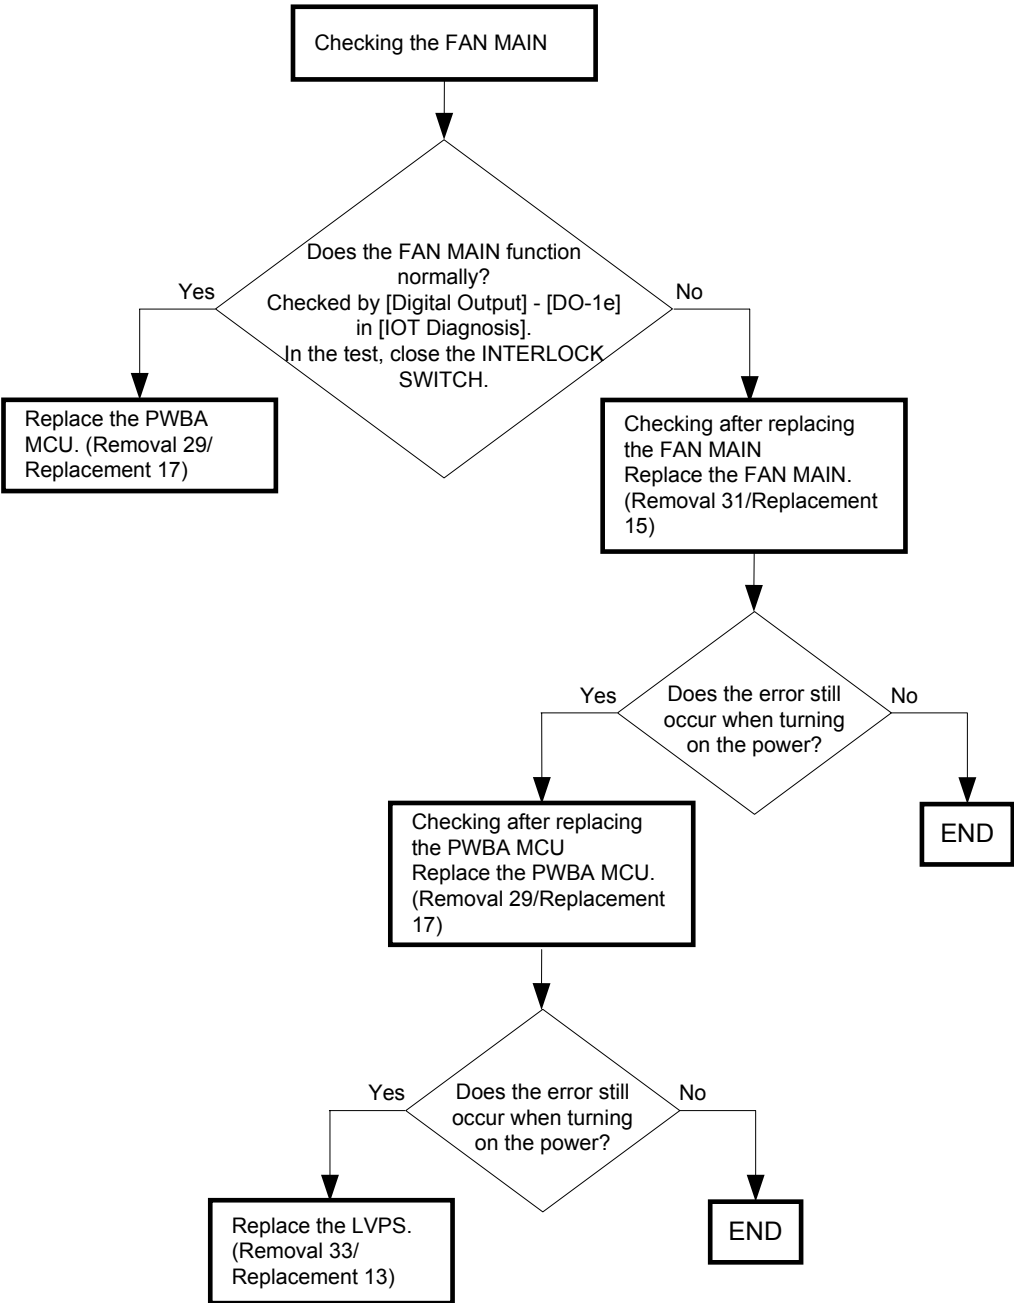 Checking the FAN MAIN
Does the FAN MAIN function
normally?
Checked by [Digital Output] - [DO-1e]
in [IOT Diagnosis].
In the test, close the INTERLOCK
SWITCH.
Yes
No
Replace the PWBA
MCU. (Removal 29/
Replacement 17)
Checking after replacing
the FAN MAIN
Replace the FAN MAIN.
(Removal 31/Replacement
15)
Does the error still
occur when turning
on the power?
Yes
No
END
Checking after replacing
the PWBA MCU
Replace the PWBA MCU.
(Removal 29/Replacement
17)
Does the error still
occur when turning
on the power?
Yes
No
Replace the LVPS.
(Removal 33/
Replacement 13)
END